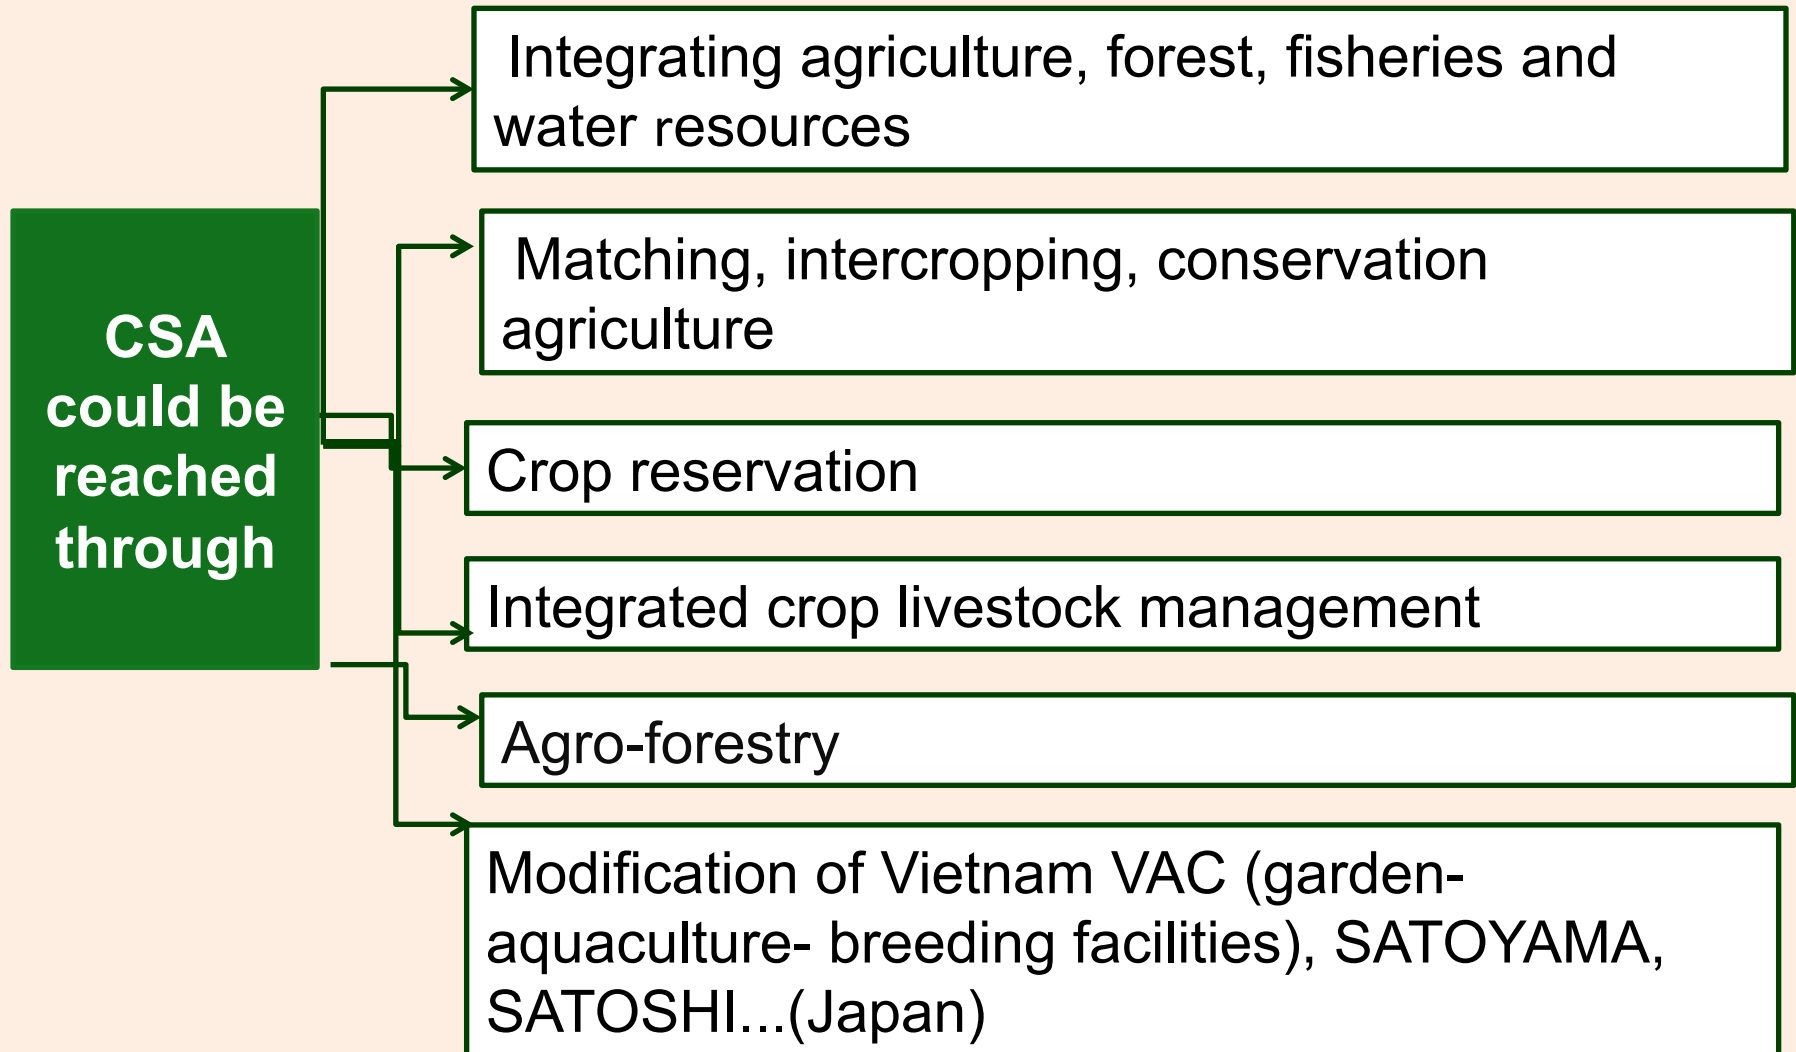 CSA
could be
reached
through
Integrating agriculture, forest, fisheries and
water resources
Matching, intercropping, conservation
agriculture
Crop reservation
Integrated crop livestock management
Agro-forestry
Modification of Vietnam VAC (garden-
aquaculture- breeding facilities), SATOYAMA,
SATOSHI...(Japan)